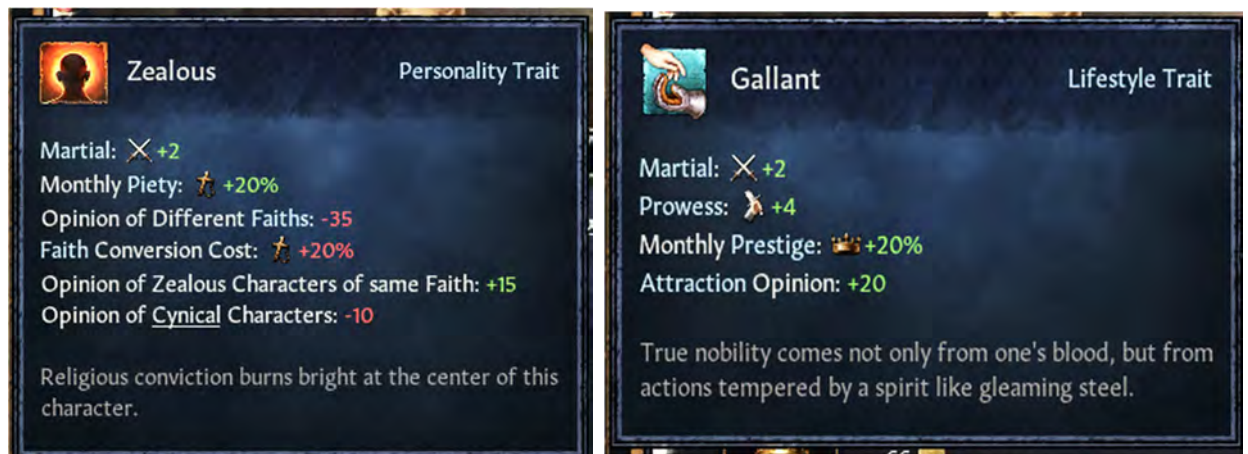 Zealous
Personality Trait
Martial: +2
Monthly Piety: +20%
Opinion of Different Faiths: -35
Faith Conversion Cost: +20%
Opinion of Zealous Characters of same Faith: +15
Opinion of Cynical Characters: -10
Religious conviction burns bright at the center of this
character.
Gallant
Lifestyle Trait
Martial: +2
Prowess: +4
Monthly Prestige: +20%
Attraction Opinion: +20
True nobility comes not only from one's blood, but from
actions tempered by a spirit like gleaming steel.